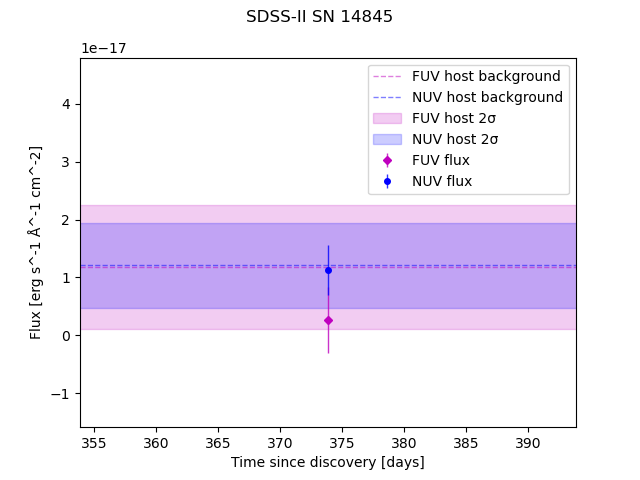 SDSS-II SN 14845
1e−17
FUV host background
NUV host background
FUV host 2σ
NUV host 2σ
FUV flux
NUV flux
4
3
2
1
0
−1
Flux [erg s^-1 Å^-1 cm^-2]
355 360 365 370 375 380 385 390
Time since discovery [days]